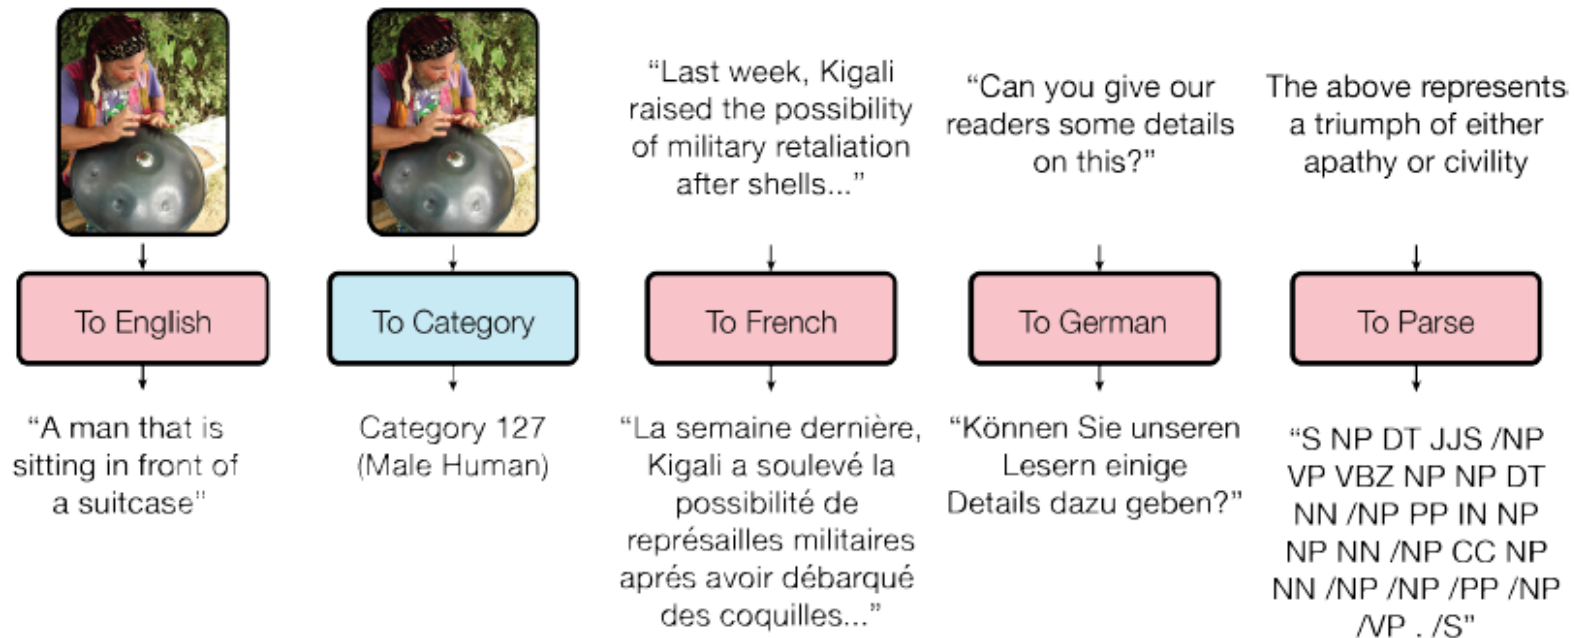 “Last week, Kigali
raised the possibility
of military retaliation
after shells...”
“Can you give our
readers some details
on this?”
The above represents
a triumph of either
apathy or civility
To English
To Category
To French
To German
To Parse
“A man that is
sitting in front of
a suitcase”
Category 127
(Male Human)
“La semaine dernière,
Kigali a soulevé la
possibilité de
représailles militaires
aprés avoir débarqué
des coquilles...”
“Können Sie unseren
Lesern einige
Details dazu geben?”
“S NP DT JJS /NP
VP VBZ NP NP DT
NN /NP PP IN NP
NP NN /NP CC NP
NN /NP /NP /PP /NP
/VP . /S”